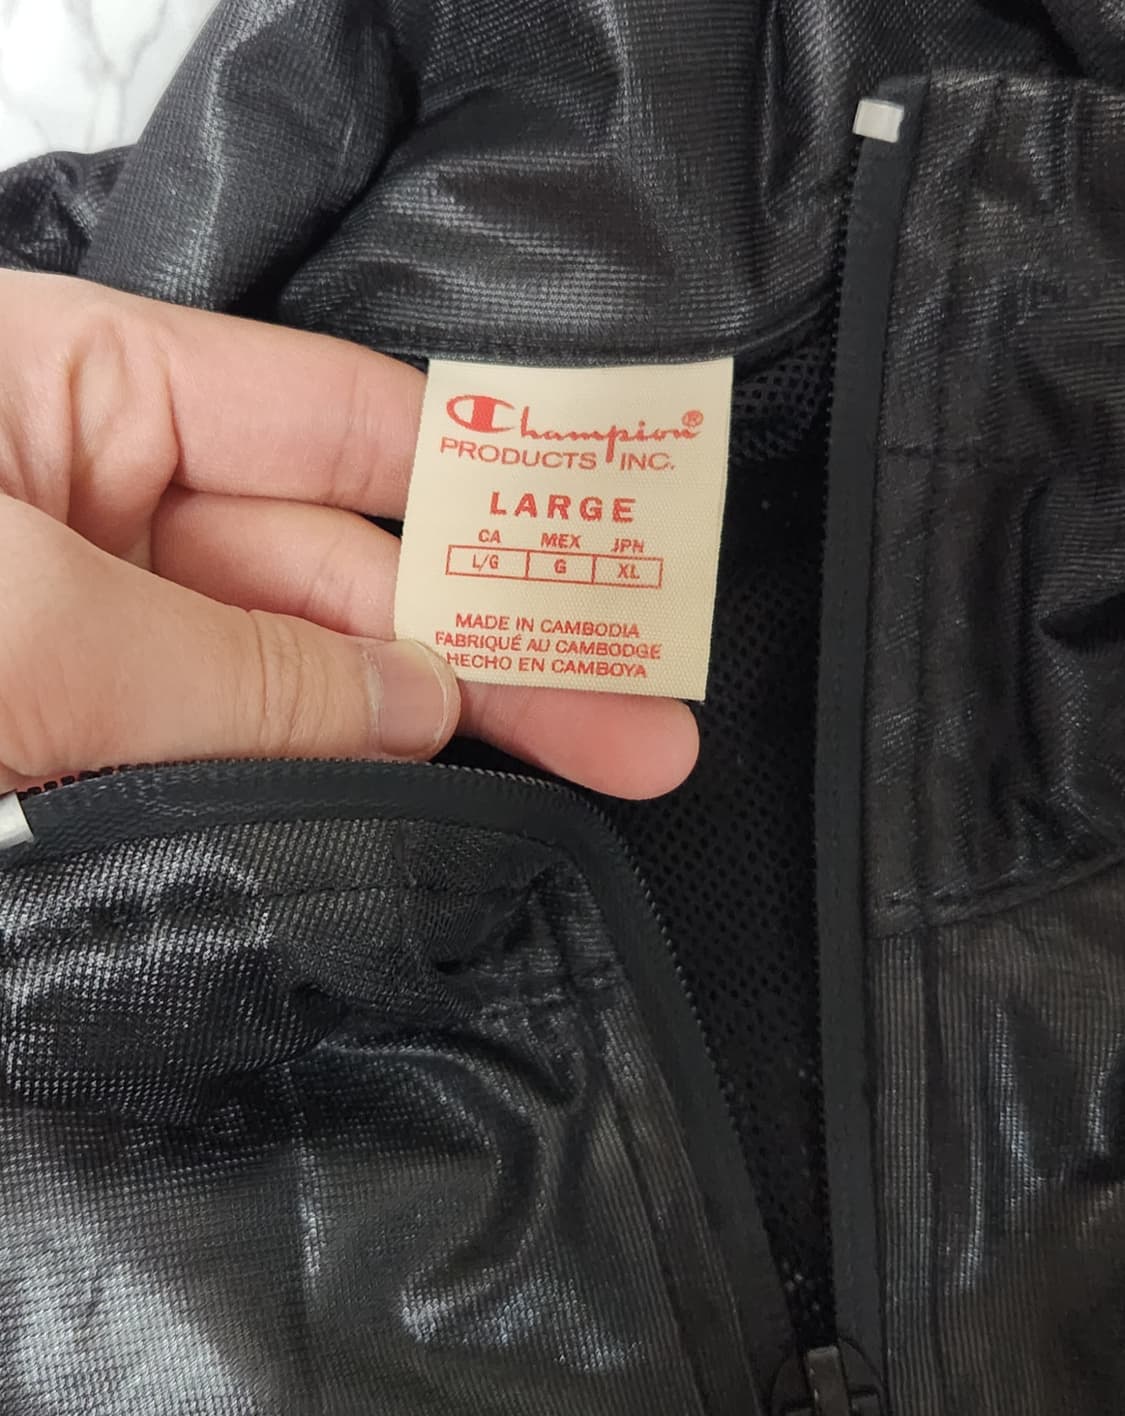 Champion®
PRODUCTS INC.
LARGE
CA MEX JPN
L/G G XL
MADE IN CAMBODIA
FABRIQUÉ AU CAMBODGE
HECHO EN CAMBOYA